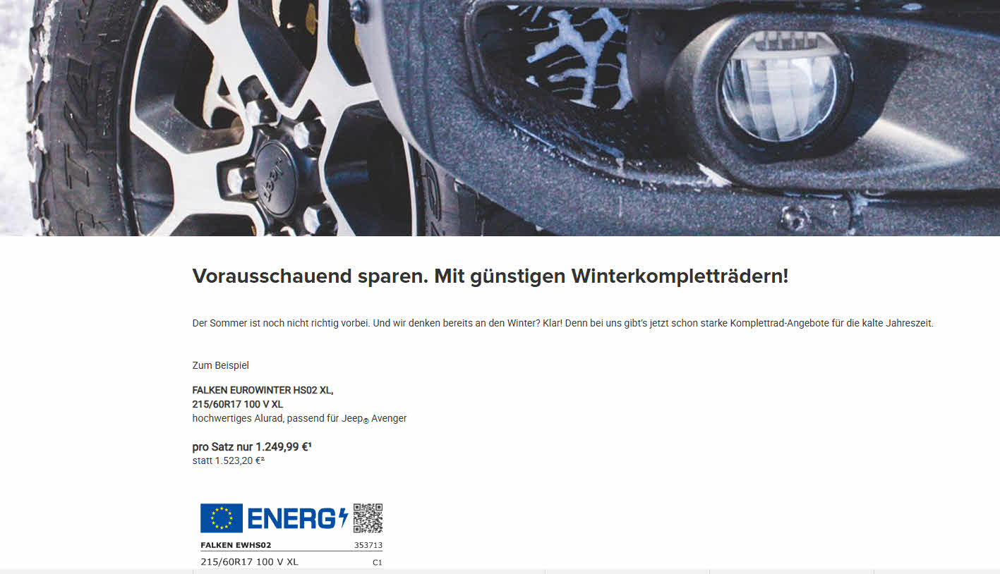 Jeep
Vorausschauend sparen. Mit günstigen Winterkompletträdern!
Der Sommer ist noch nicht richtig vorbei. Und wir denken bereits an den Winter? Klar! Denn bei uns gibt's jetzt schon starke Komplettrad-Angebote für die kalte Jahreszeit.
Zum Beispiel
FALKEN EUROWINTER HS02 XL,
215/60R17 100 V XL
hochwertiges Alurad, passend für Jeep® Avenger
pro Satz nur 1.249,99 €¹
statt 1.523,20 €²
ENERG
FALKEN EWHS02 353713
215/60R17 100 V XL C1